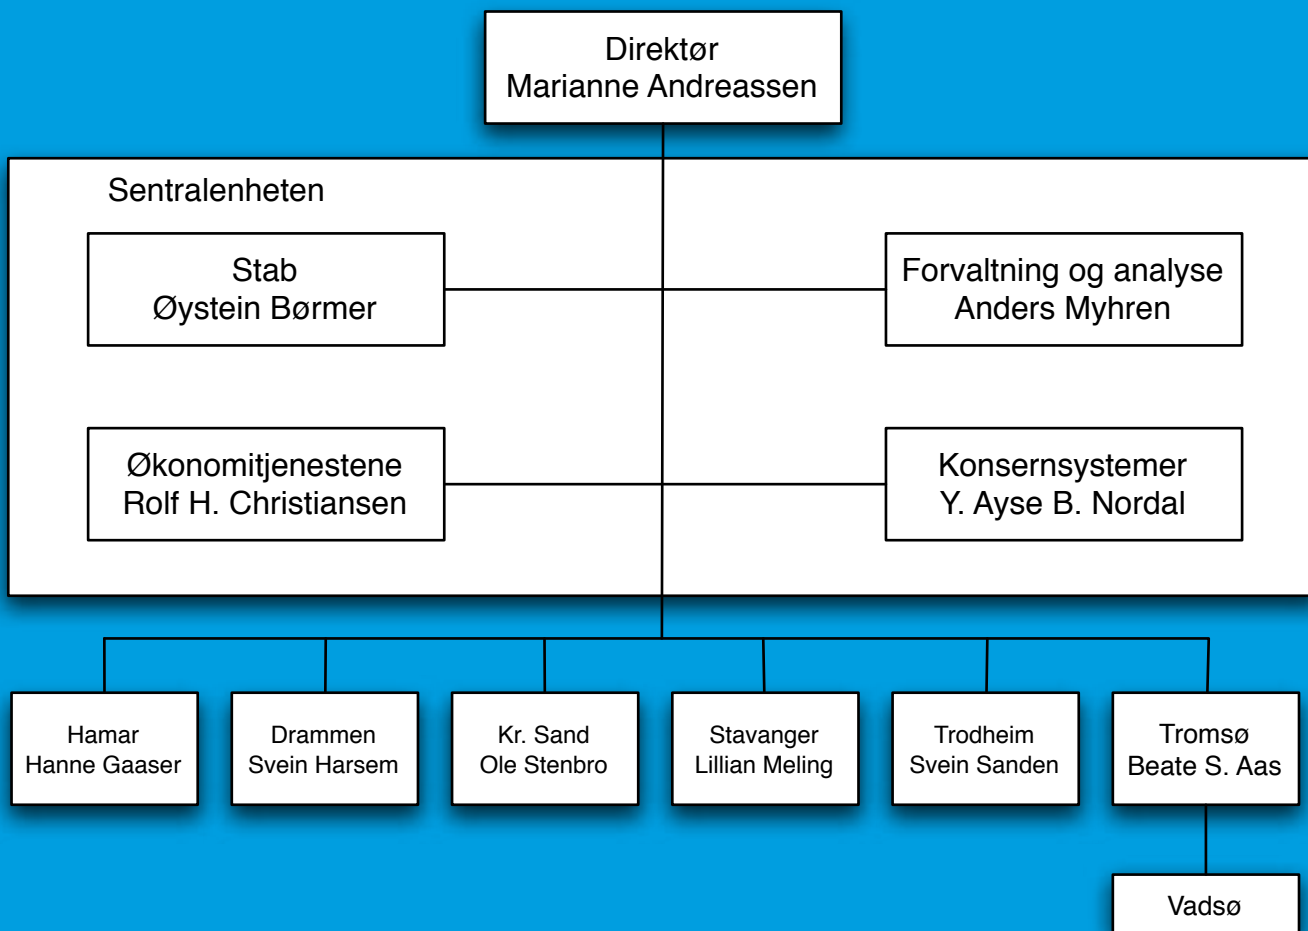 Direktør
Marianne Andreassen
Sentralenheten
Stab
Øystein Børmer
Forvaltning og analyse
Anders Myhren
Økonomitjenestene
Rolf H. Christiansen
Konsernsystemer
Y. Ayse B. Nordal
Hamar
Hanne Gaaser
Drammen
Svein Harsem
Kr. Sand
Ole Stenbro
Stavanger
Lillian Meling
Trodheim
Svein Sanden
Tromsø
Beate S. Aas
Vadsø